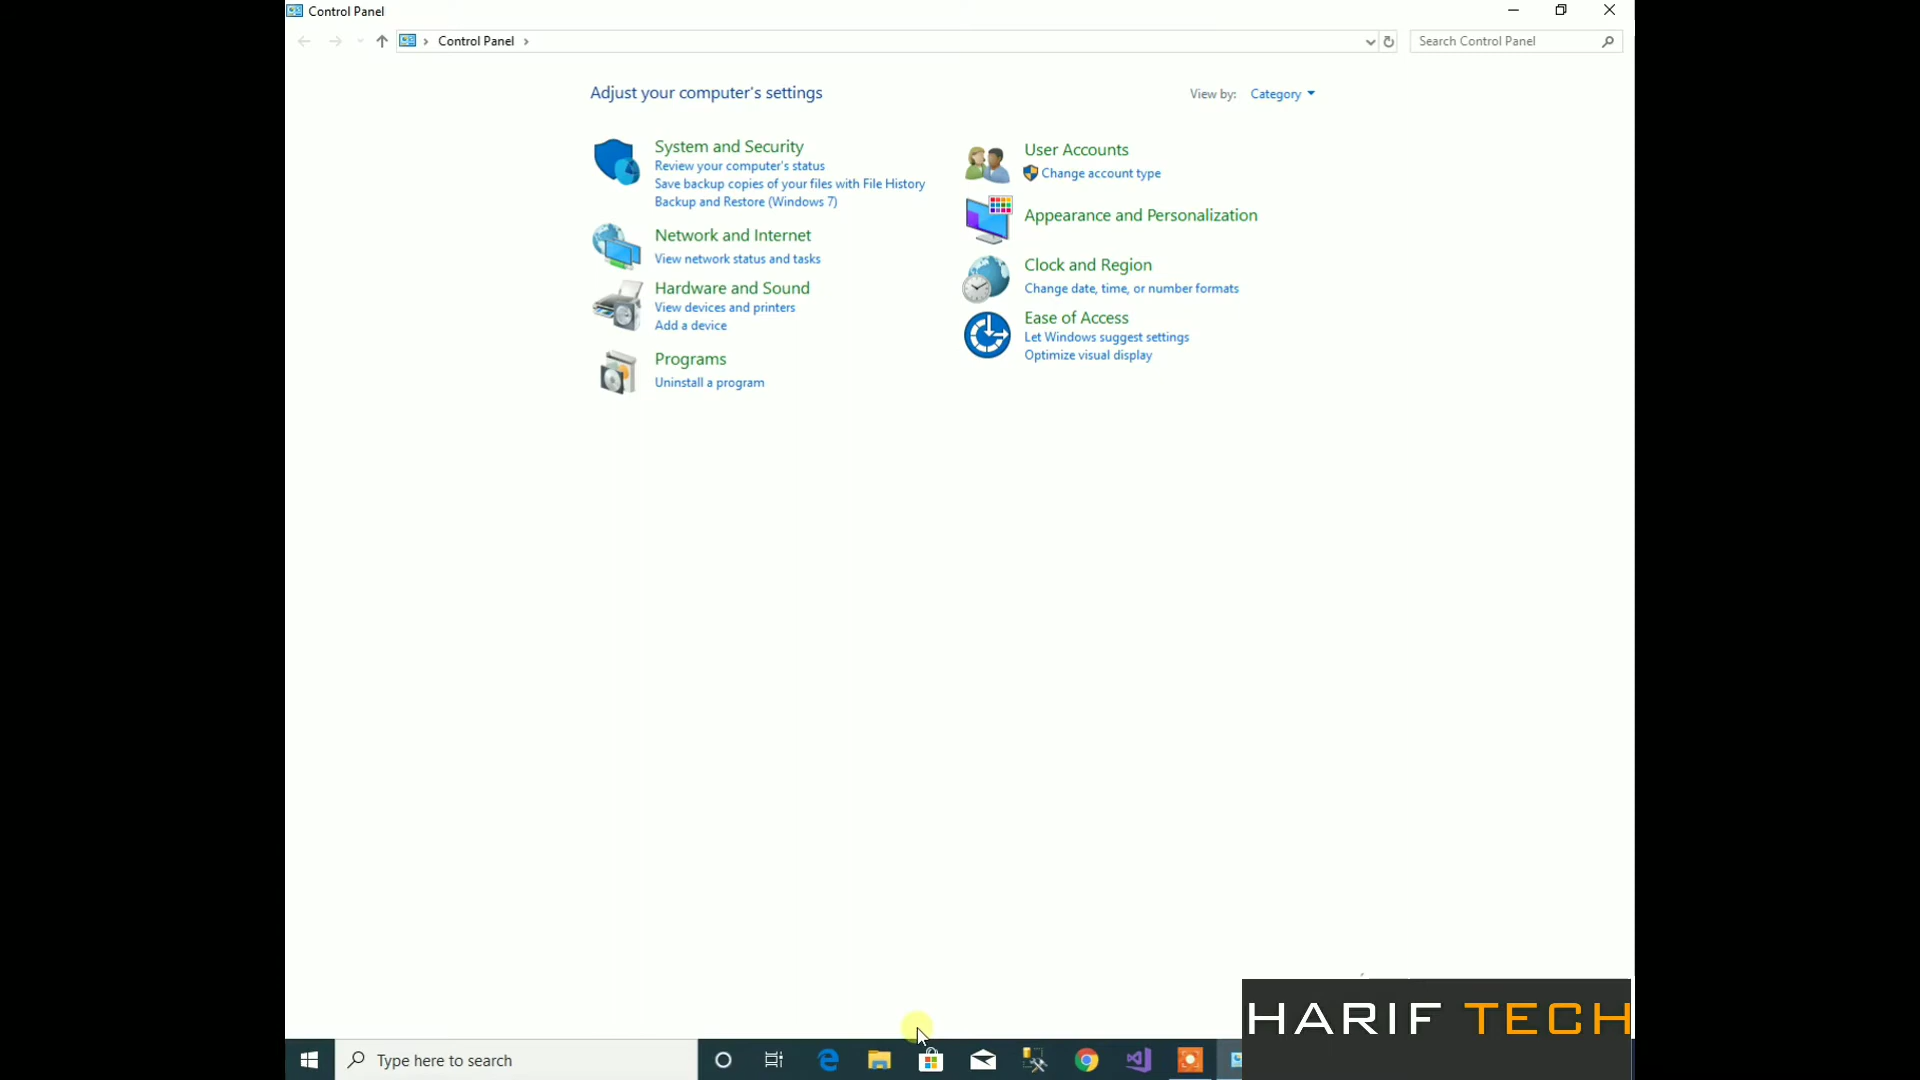 Control Panel
Control Panel
Search Control Panel
Adjust your computer's settings
View by: Category
System and Security
Review your computer's status
Save backup copies of your files with File History
Backup and Restore (Windows 7)
Network and Internet
View network status and tasks
Hardware and Sound
View devices and printers
Add a device
Programs
Uninstall a program
User Accounts
Change account type
Appearance and Personalization
Clock and Region
Change date, time, or number formats
Ease of Access
Let Windows suggest settings
Optimize visual display
HARIF TECH
Type here to search